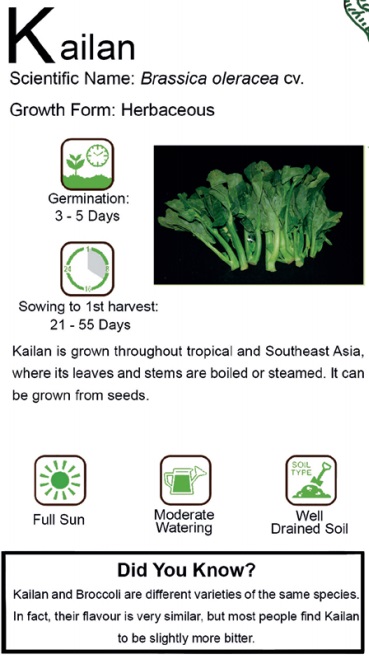 Kailan
Scientific Name: Brassica oleracea cv.
Growth Form: Herbaceous
Germination:
3 - 5 Days
Sowing to 1st harvest:
21 - 55 Days
Kailan is grown throughout tropical and Southeast Asia,
where its leaves and stems are boiled or steamed. It can
be grown from seeds.
SOIL
TYPE
Full Sun
Moderate
Watering
Well
Drained Soil
Did You Know?
Kailan and Broccoli are different varieties of the same species.
In fact, their flavour is very similar, but most people find Kailan
to be slightly more bitter.